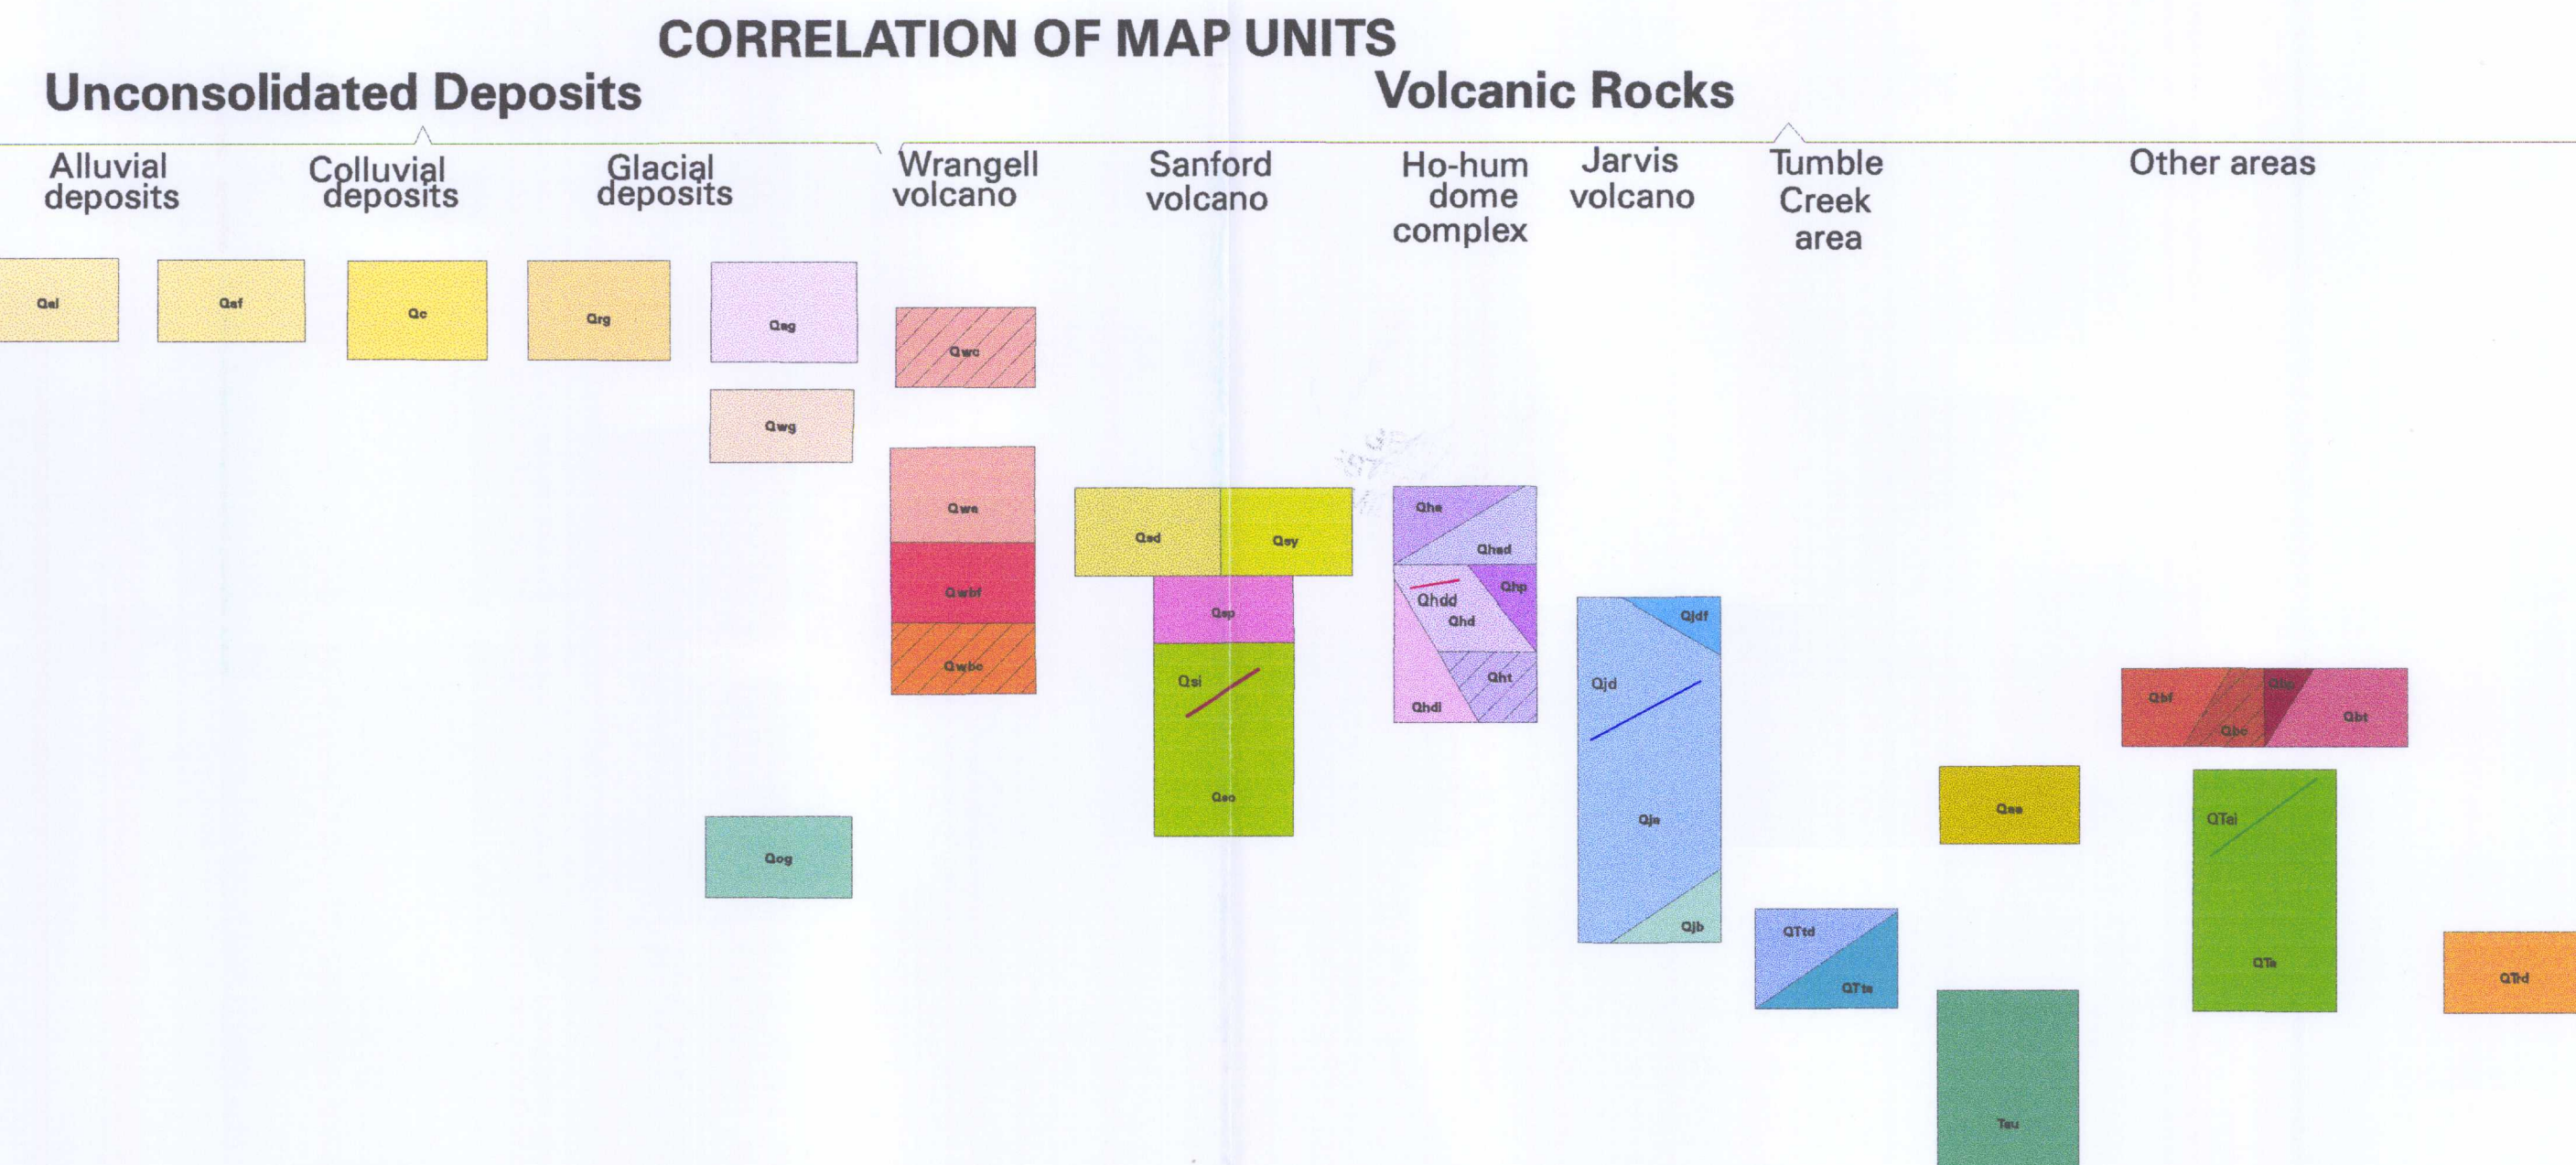 CORRELATION OF MAP UNITS
Unconsolidated Deposits
Volcanic Rocks
Alluvial
deposits
Colluvial
deposits
Glacial
deposits
Wrangell
volcano
Sanford
volcano
Ho-hum
dome
complex
Jarvis
volcano
Tumble
Creek
area
Other areas
Qal
Qaf
Qc
Qrg
Qag
Qwg
Qog
Qwc
Qwa
Qwbf
Qwbc
Qsd
Qsy
Qsp
Qsi
Qso
Qha
Qhad
Qhdd
Qhp
Qhd
Qht
Qhdl
Qjdf
Qjd
Qja
Qjb
QTtd
QTta
Qaa
Tau
Qbf
Qbc
Qbt
QTai
QTa
QTrd